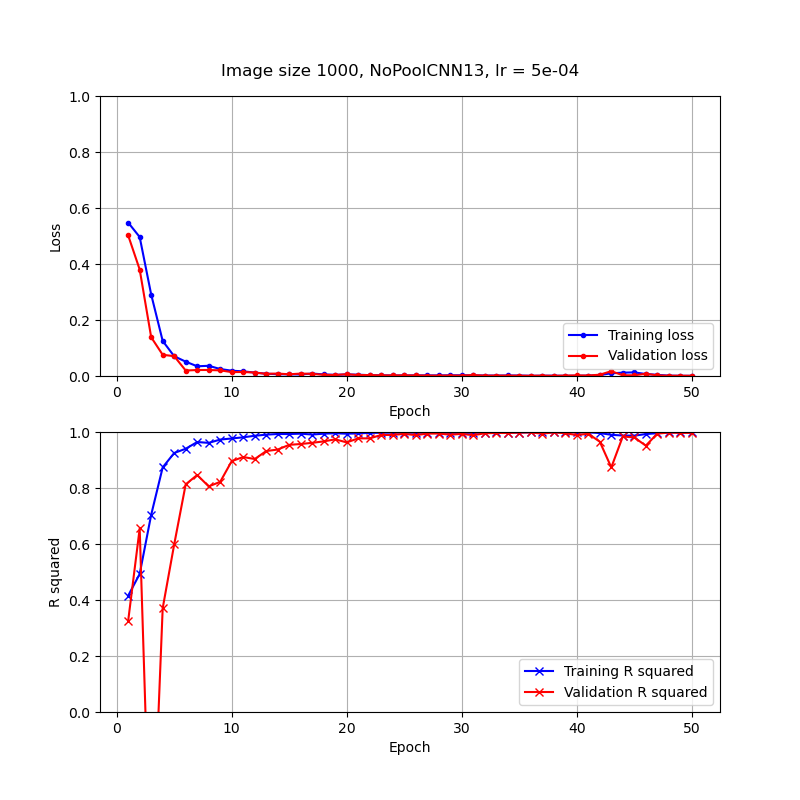 Image size 1000, NoPoolCNN13, lr = 5e-04
1.0
0.8
0.6
0.4
0.2
0.0
Loss
Training loss
Validation loss
0 10 20 30 40 50
Epoch
1.0
0.8
0.6
0.4
0.2
0.0
R squared
Training R squared
Validation R squared
0 10 20 30 40 50
Epoch